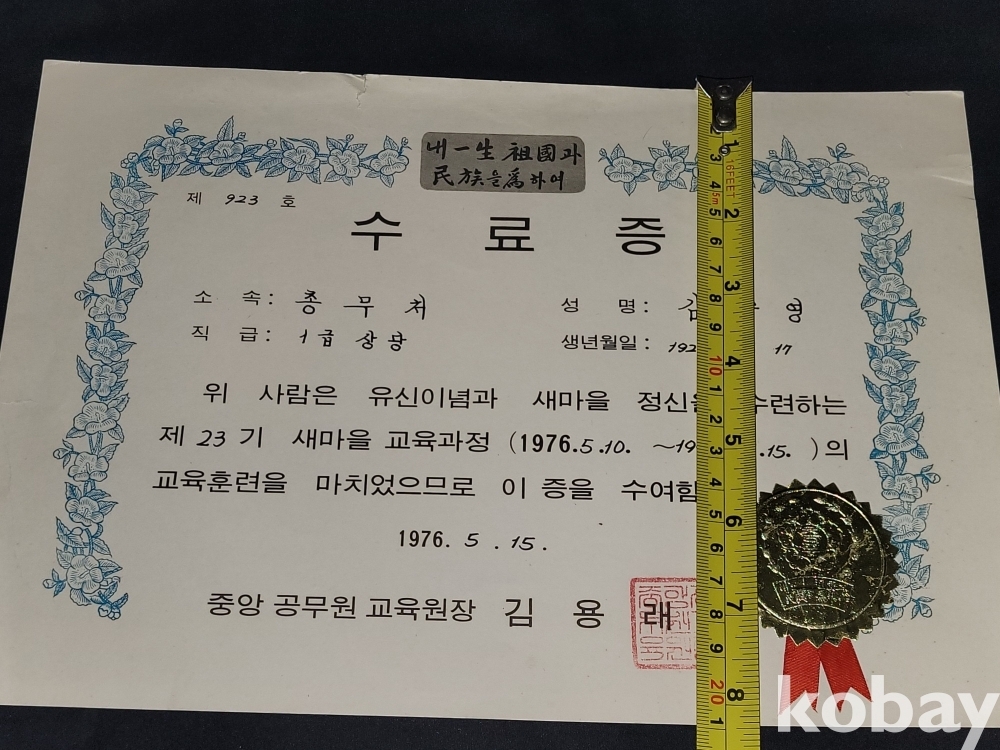 내一生 祖國과
民族을 爲하여
제 923 호
수 료 증
소 속: 총무처 성 명: 영
직 급: 1급상당 생년월일: 192 17
위 사람은 유신이념과 새마을 정신을 수련하는
제 23 기 새마을 교육과정 (1976.5.10. ~19 .15. )의
교육훈련을 마치었으므로 이 증을 수여함
1976. 5 . 15 .
중앙 공무원 교육원장 김 용 래
kobay